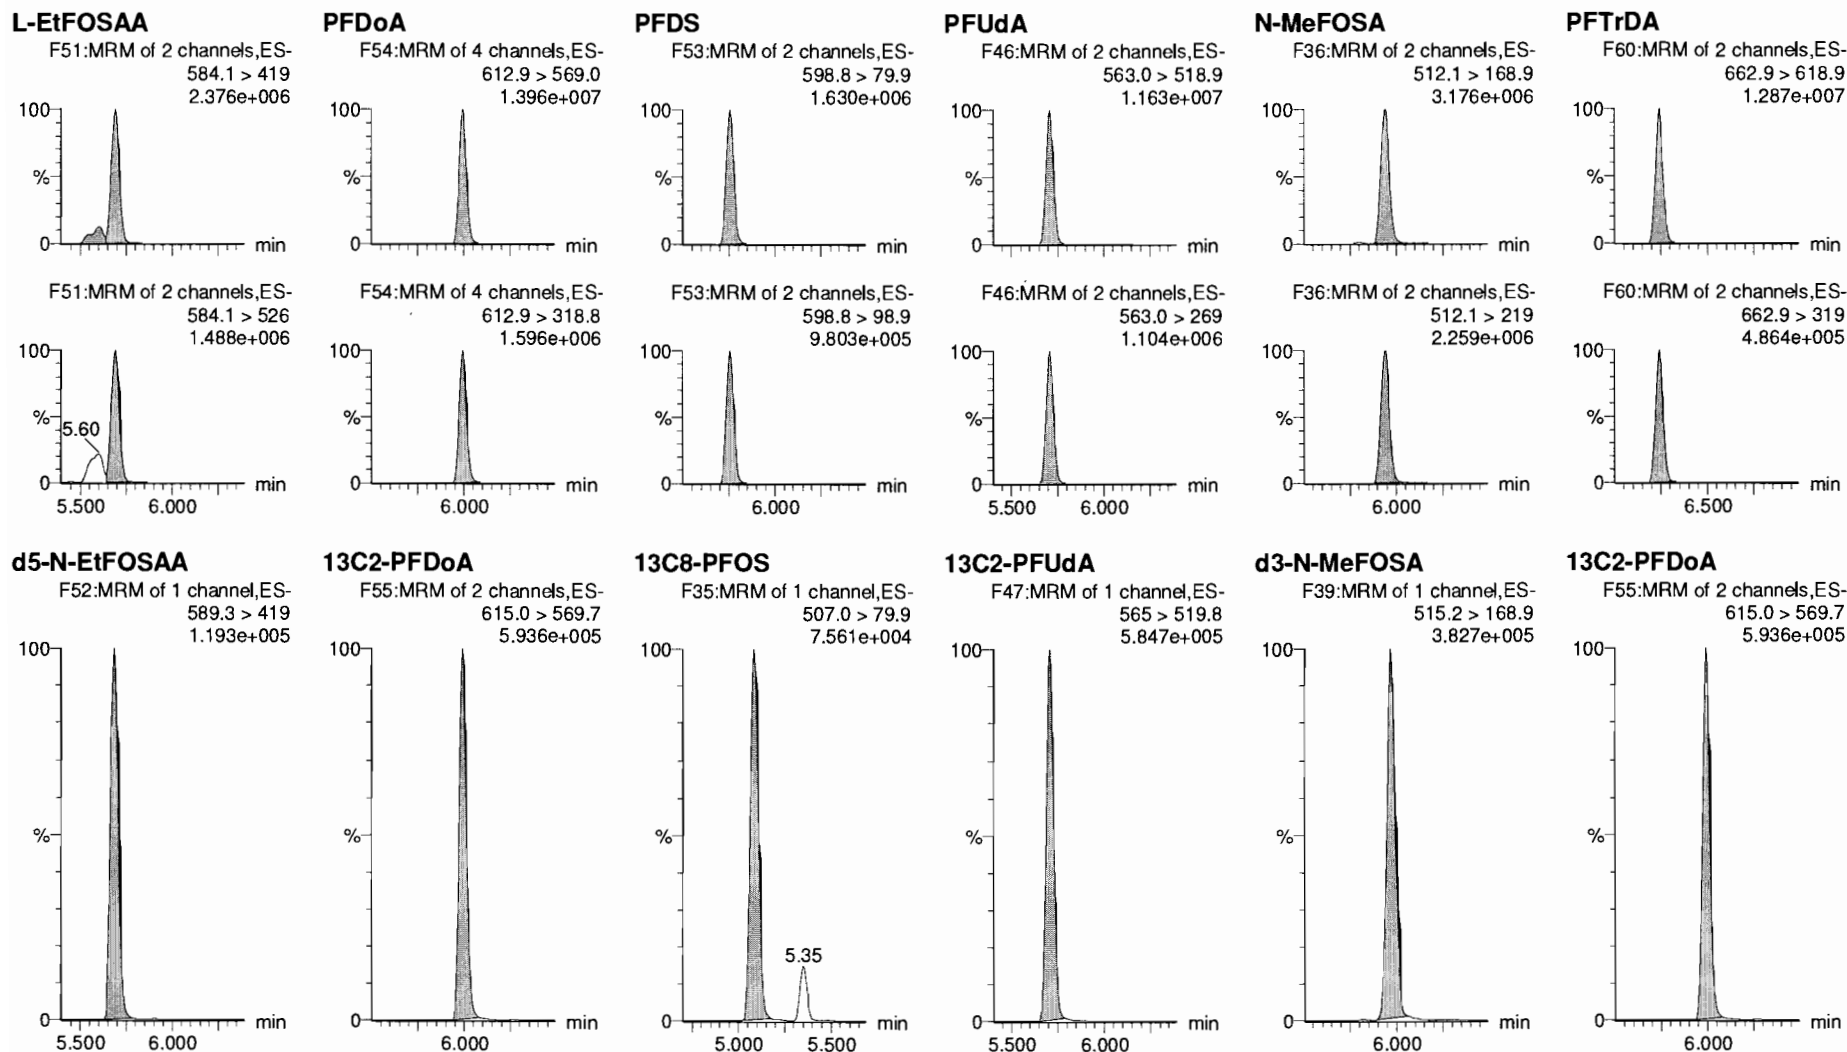 L-EtFOSAA
F51:MRM of 2 channels,ES-
584.1 > 419
2.376e+006
100
%
0
min
F51:MRM of 2 channels,ES-
584.1 > 526
1.488e+006
100
%
5.60
0
min
5.500 6.000
PFDoA
F54:MRM of 4 channels,ES-
612.9 > 569.0
1.396e+007
100
%
0
min
F54:MRM of 4 channels,ES-
612.9 > 318.8
1.596e+006
100
%
0
min
6.000
PFDS
F53:MRM of 2 channels,ES-
598.8 > 79.9
1.630e+006
100
%
0
min
F53:MRM of 2 channels,ES-
598.8 > 98.9
9.803e+005
100
%
0
min
6.000
PFUdA
F46:MRM of 2 channels,ES-
563.0 > 518.9
1.163e+007
100
%
0
min
F46:MRM of 2 channels,ES-
563.0 > 269
1.104e+006
100
%
0
min
5.500 6.000
N-MeFOSA
F36:MRM of 2 channels,ES-
512.1 > 168.9
3.176e+006
100
%
0
min
F36:MRM of 2 channels,ES-
512.1 > 219
2.259e+006
100
%
0
min
6.000
PFTrDA
F60:MRM of 2 channels,ES-
662.9 > 618.9
1.287e+007
100
%
0
min
F60:MRM of 2 channels,ES-
662.9 > 319
4.864e+005
100
%
0
min
6.500
d5-N-EtFOSAA
F52:MRM of 1 channel,ES-
589.3 > 419
1.193e+005
100
%
0
min
5.500 6.000
13C2-PFDoA
F55:MRM of 2 channels,ES-
615.0 > 569.7
5.936e+005
100
%
0
min
6.000
13C8-PFOS
F35:MRM of 1 channel,ES-
507.0 > 79.9
7.561e+004
100
%
5.35
0
min
5.000 5.500
13C2-PFUdA
F47:MRM of 1 channel,ES-
565 > 519.8
5.847e+005
100
%
0
min
5.500 6.000
d3-N-MeFOSA
F39:MRM of 1 channel,ES-
515.2 > 168.9
3.827e+005
100
%
0
min
6.000
13C2-PFDoA
F55:MRM of 2 channels,ES-
615.0 > 569.7
5.936e+005
100
%
0
min
6.000